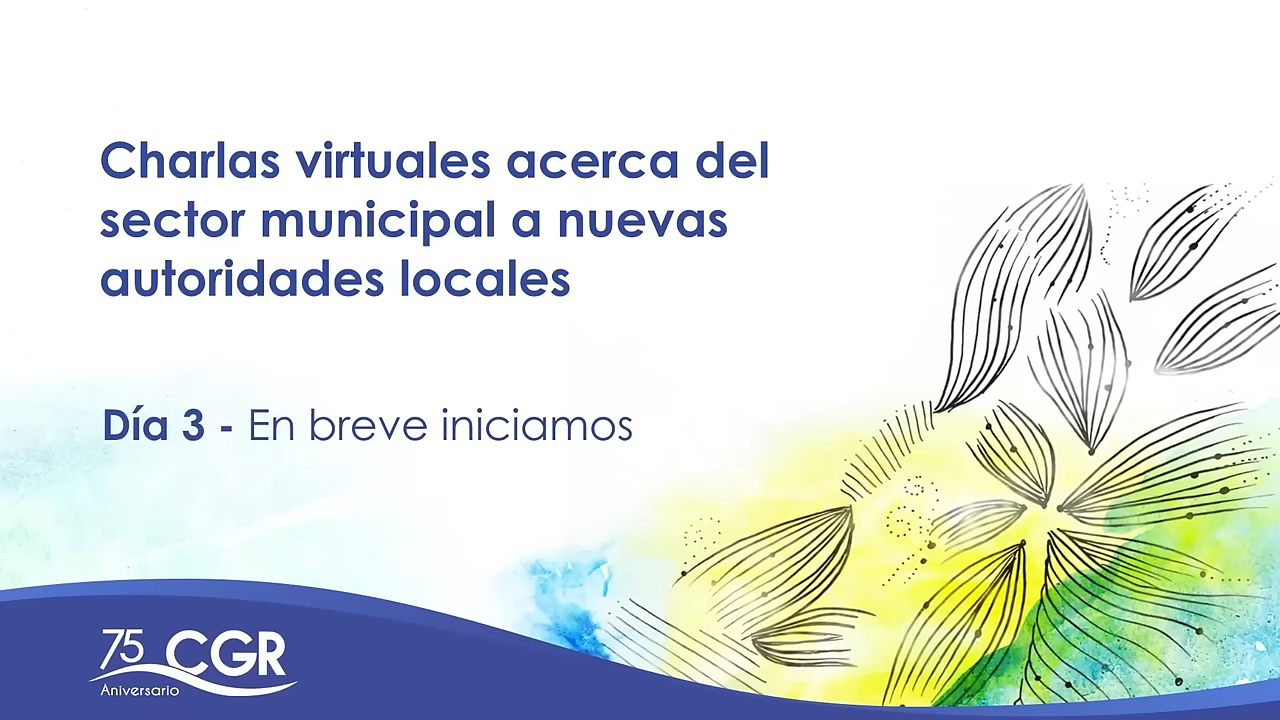 Charlas virtuales acerca del
sector municipal a nuevas
autoridades locales
Día 3 - En breve iniciamos
75 CGR
Aniversario